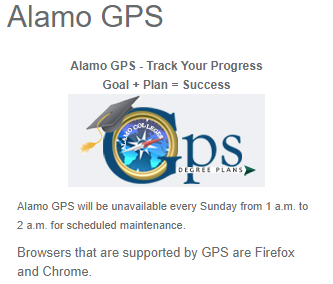 Alamo GPS
Alamo GPS - Track Your Progress
Goal + Plan = Success
ALAMO COLLEGES
Gps
DEGREE PLANS
Alamo GPS will be unavailable every Sunday from 1 a.m. to
2 a.m. for scheduled maintenance.
Browsers that are supported by GPS are Firefox
and Chrome.